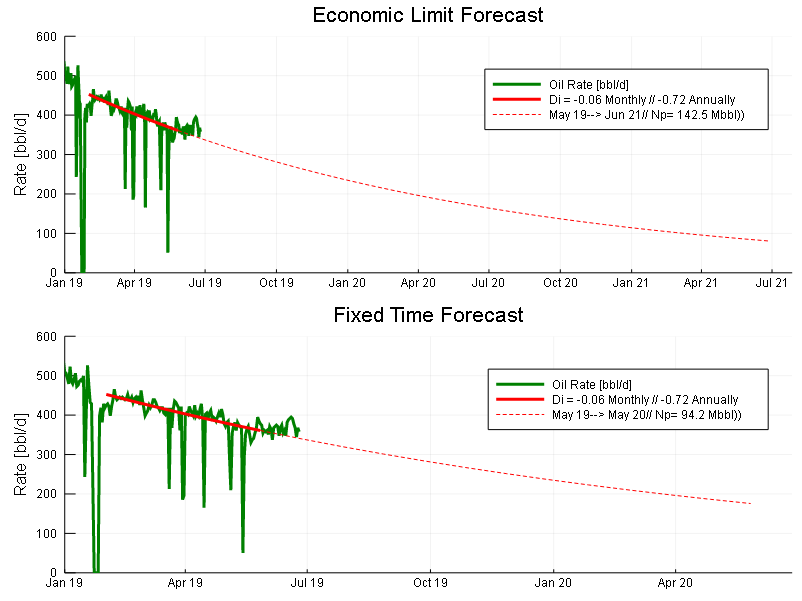 Economic Limit Forecast
600
500
400
300
200
100
0
Rate [bbl/d]
Oil Rate [bbl/d]
Di = -0.06 Monthly // -0.72 Annually
May 19--> Jun 21// Np= 142.5 Mbbl))
Jan 19 Apr 19 Jul 19 Oct 19 Jan 20 Apr 20 Jul 20 Oct 20 Jan 21 Apr 21 Jul 21
Fixed Time Forecast
600
500
400
300
200
100
0
Rate [bbl/d]
Oil Rate [bbl/d]
Di = -0.06 Monthly // -0.72 Annually
May 19--> May 20// Np= 94.2 Mbbl))
Jan 19 Apr 19 Jul 19 Oct 19 Jan 20 Apr 20